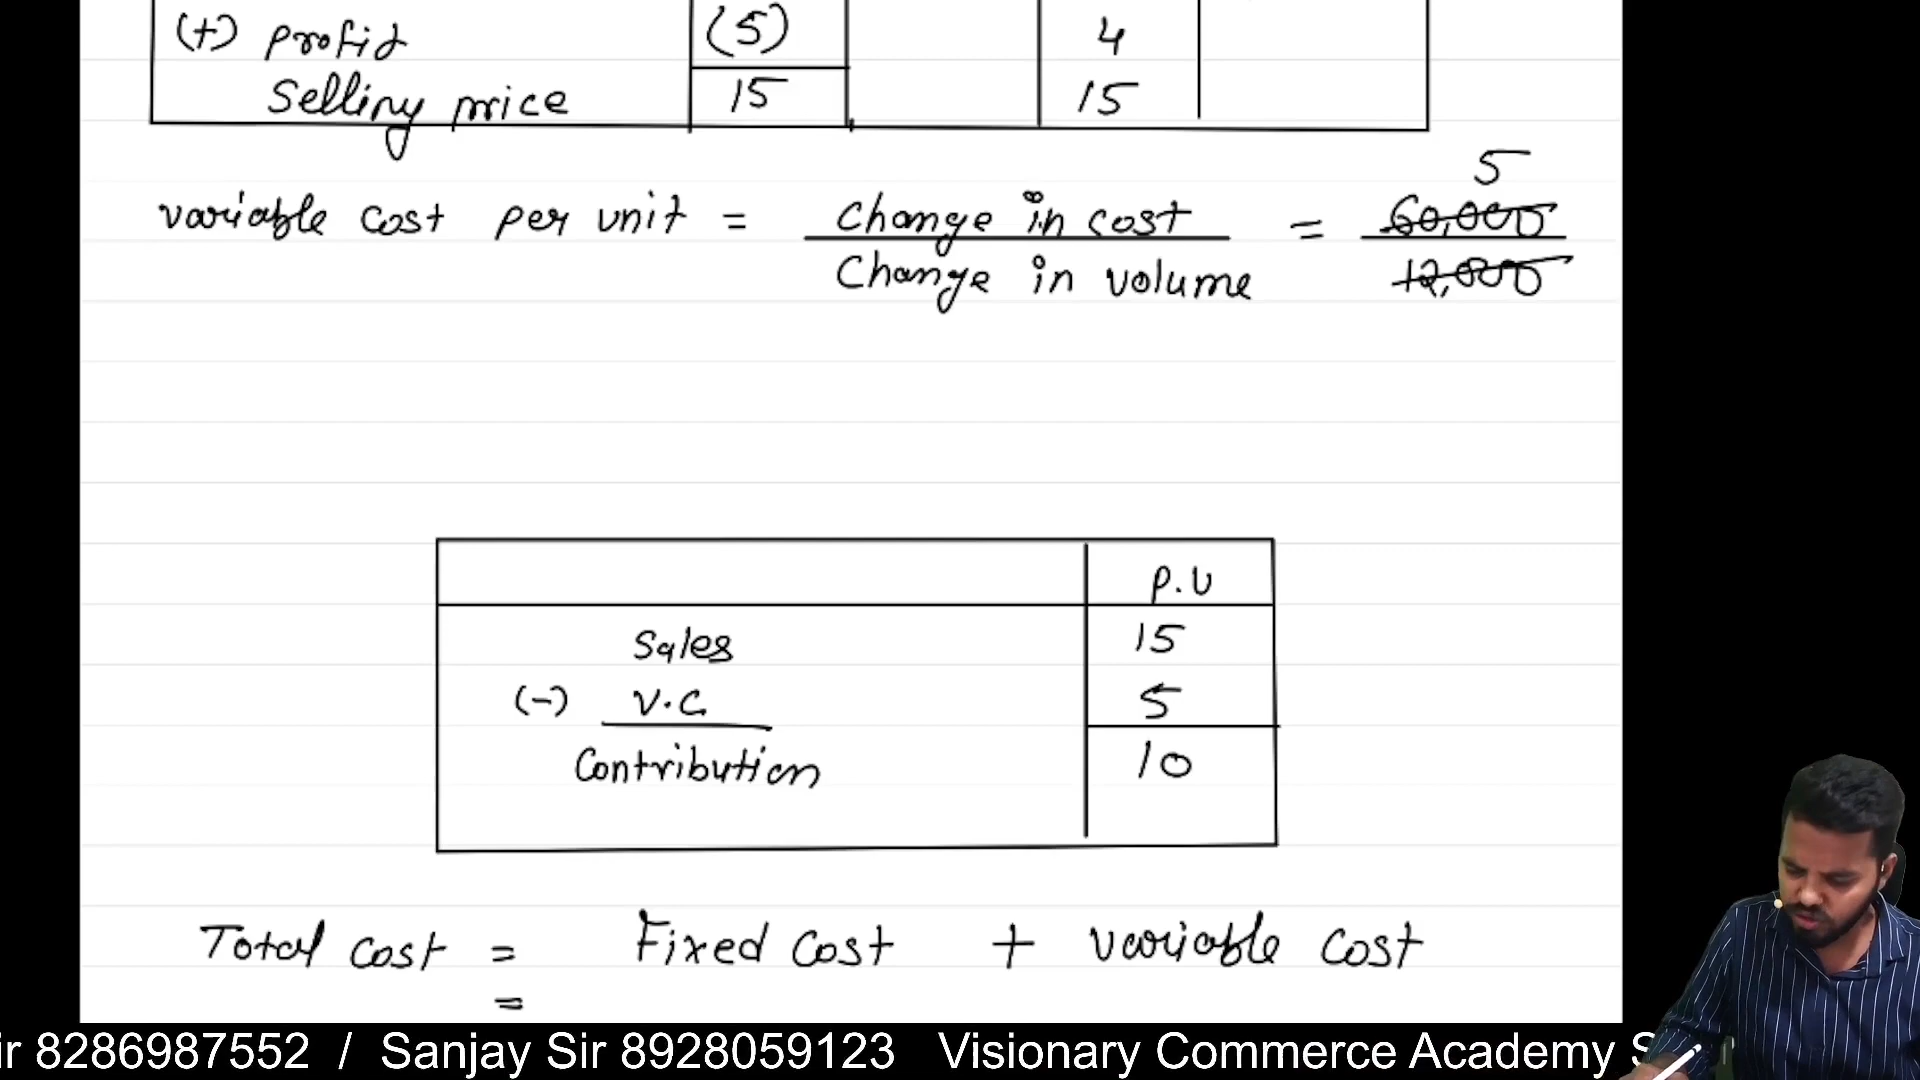 (+) profit (5) 4
Selling price 15 15
variable cost per unit = Change in cost / Change in volume = 60,000 / 12,000 5
P.U
Sales 15
(-) V.C 5
Contribution 10
Total cost = Fixed cost + variable cost
=
ir 8286987552 / Sanjay Sir 8928059123 Visionary Commerce Academy S